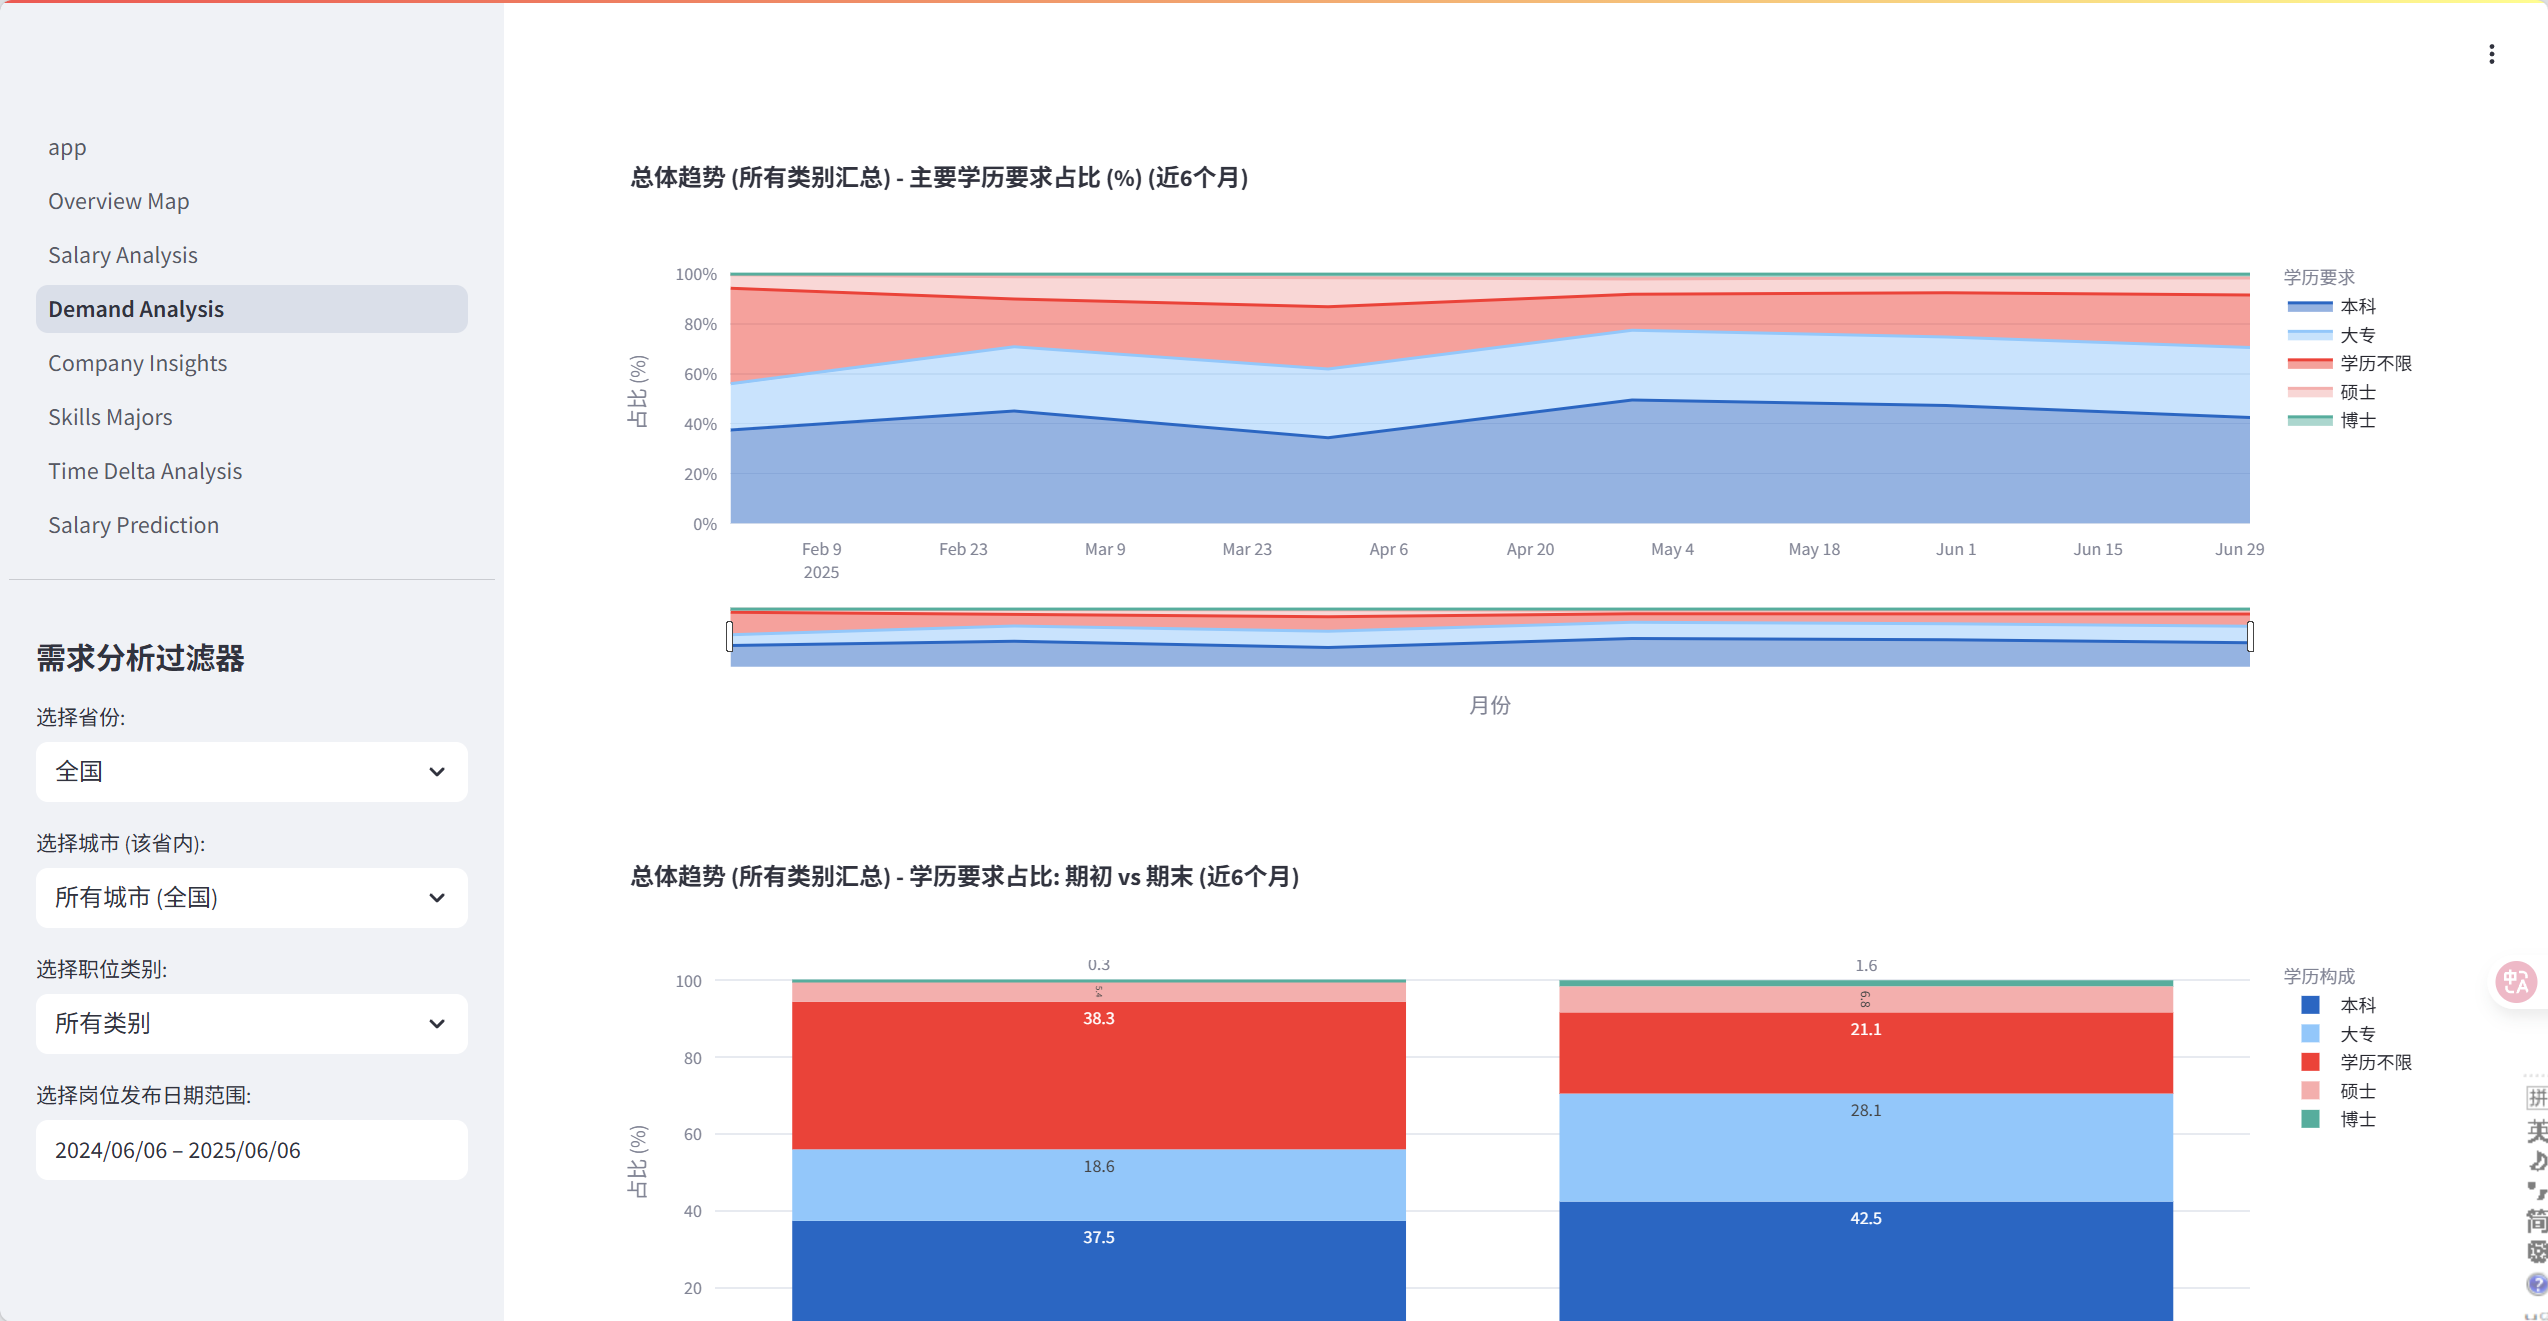 app
Overview Map
Salary Analysis
Demand Analysis
Company Insights
Skills Majors
Time Delta Analysis
Salary Prediction
需求分析过滤器
选择省份:
全国
选择城市 (该省内):
所有城市 (全国)
选择职位类别:
所有类别
选择岗位发布日期范围:
2024/06/06 – 2025/06/06
总体趋势 (所有类别汇总) - 主要学历要求占比 (%) (近6个月)
占比 (%)
100%
80%
60%
40%
20%
0%
Feb 9
2025
Feb 23
Mar 9
Mar 23
Apr 6
Apr 20
May 4
May 18
Jun 1
Jun 15
Jun 29
月份
学历要求
本科
大专
学历不限
硕士
博士
总体趋势 (所有类别汇总) - 学历要求占比: 期初 vs 期末 (近6个月)
占比 (%)
100
80
60
40
20
0.3
5.4
38.3
18.6
37.5
1.6
6.8
21.1
28.1
42.5
学历构成
本科
大专
学历不限
硕士
博士
中A
拼
英
简